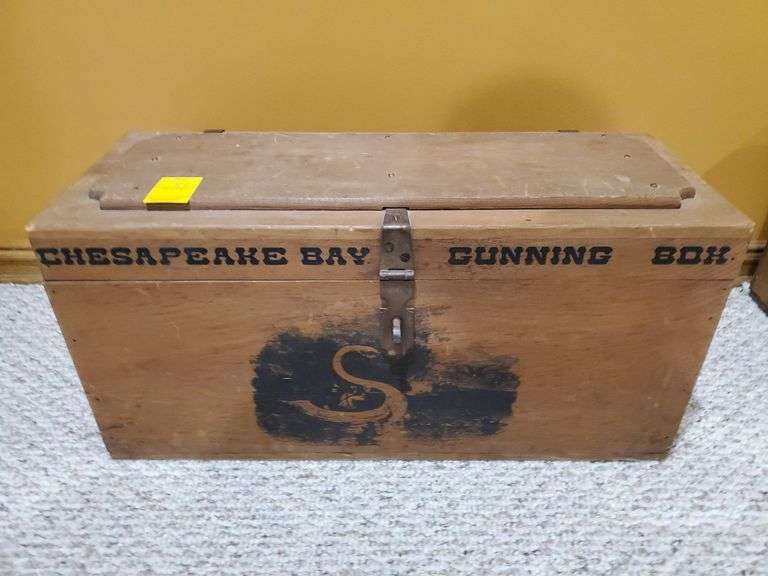 CHESAPEAKE BAY GUNNING BOX
S